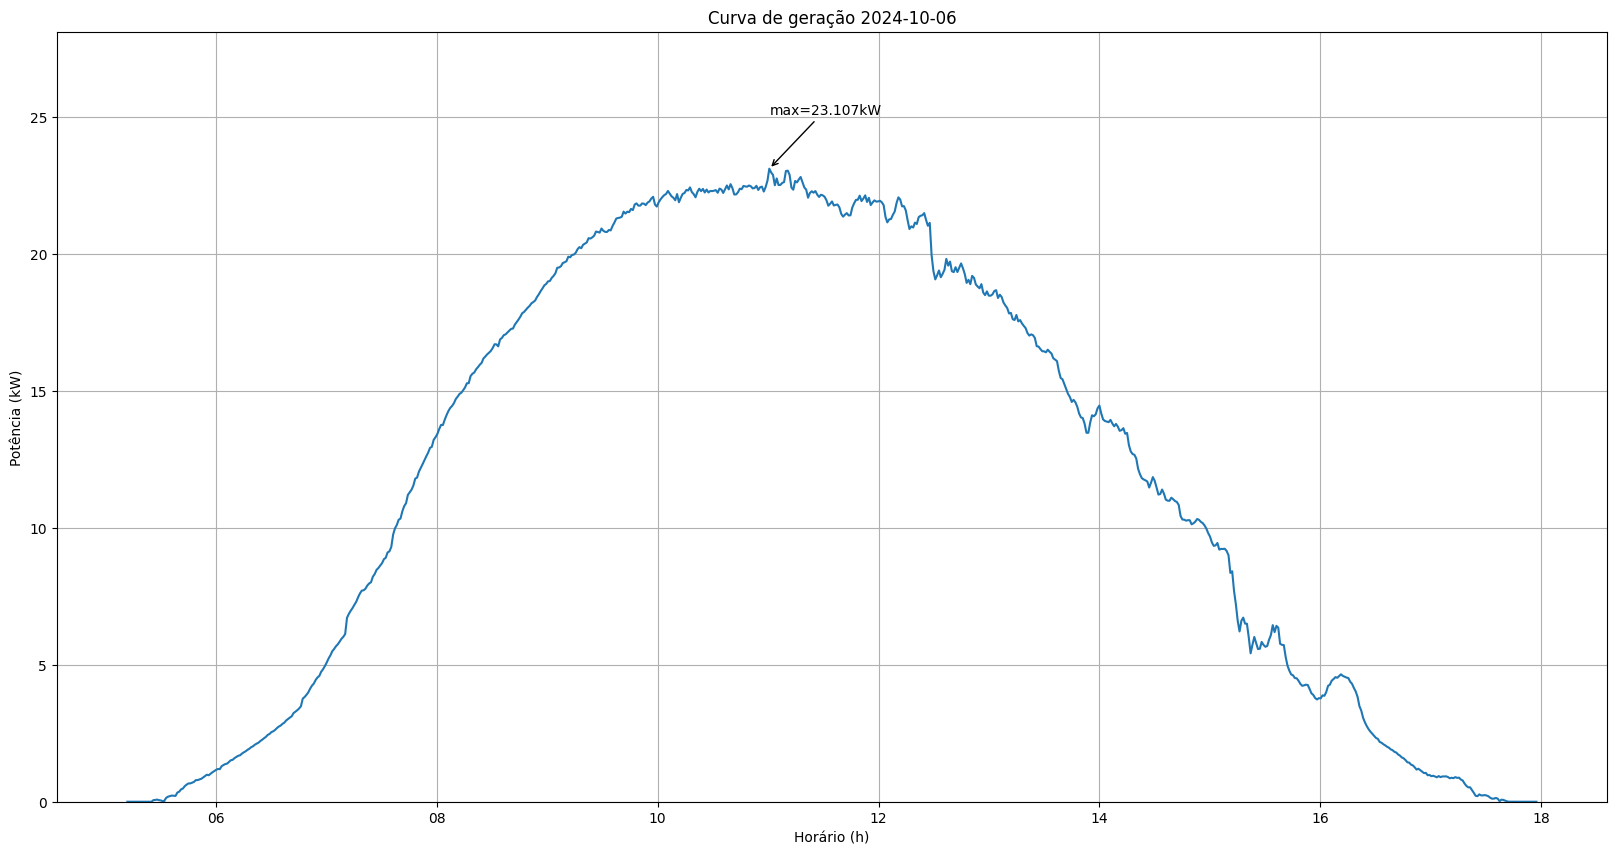 Curva de geração 2024-10-06
max=23.107kW
25
20
15
10
5
0
Potência (kW)
06 08 10 12 14 16 18
Horário (h)